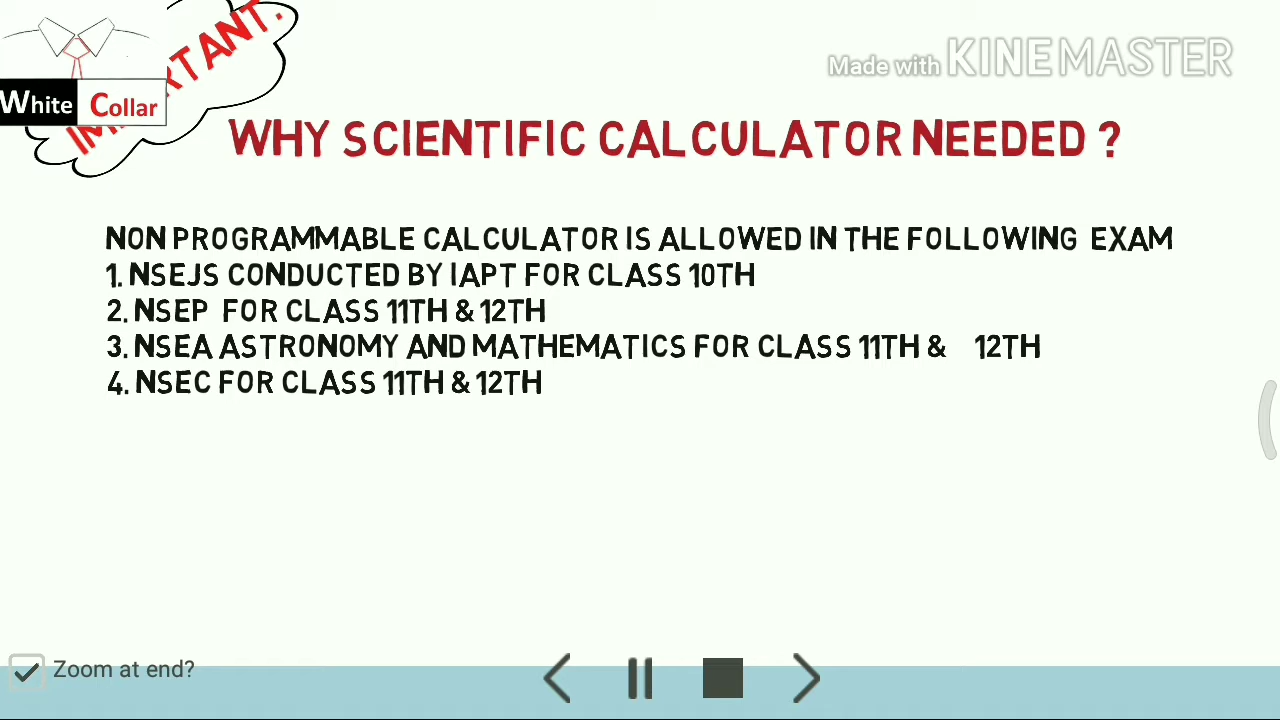 IMPORTANT.
White Collar
Made with KINEMASTER
WHY SCIENTIFIC CALCULATOR NEEDED ?
NON PROGRAMMABLE CALCULATOR IS ALLOWED IN THE FOLLOWING EXAM
1. NSEJS CONDUCTED BY IAPT FOR CLASS 10TH
2. NSEP FOR CLASS 11TH & 12TH
3. NSEA ASTRONOMY AND MATHEMATICS FOR CLASS 11TH & 12TH
4. NSEC FOR CLASS 11TH & 12TH
Zoom at end?